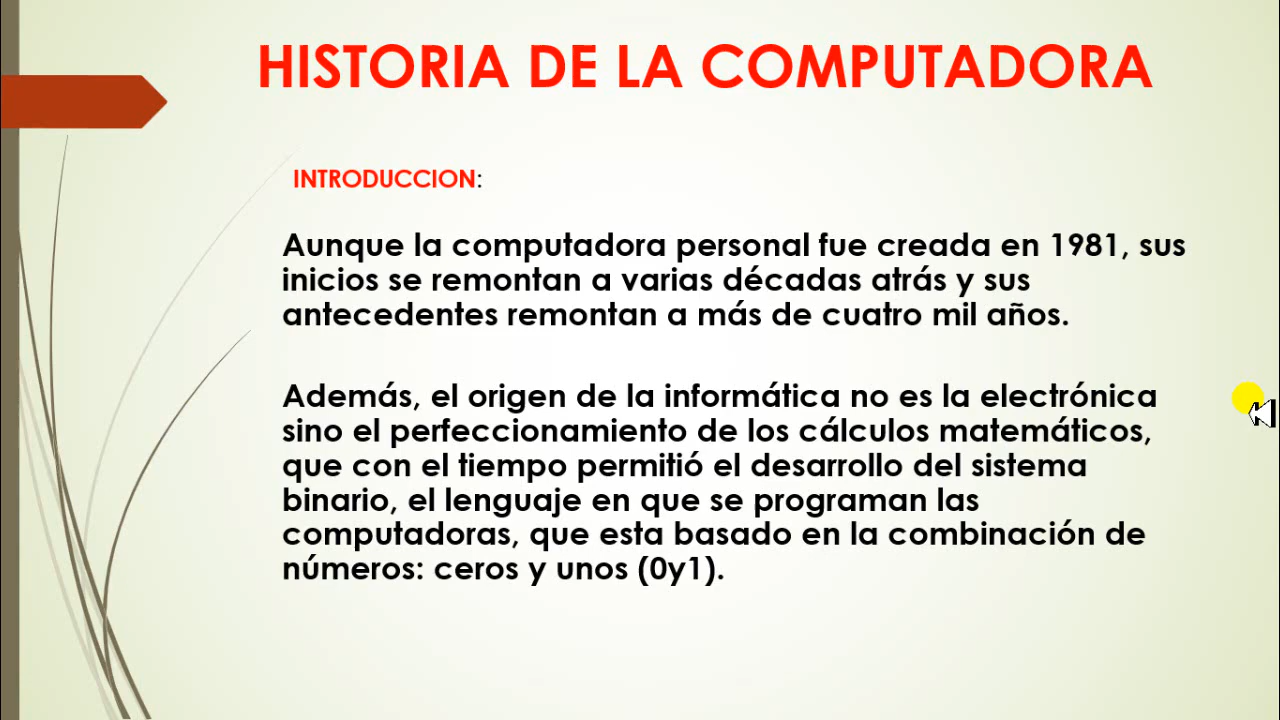 HISTORIA DE LA COMPUTADORA
INTRODUCCION:
Aunque la computadora personal fue creada en 1981, sus
inicios se remontan a varias décadas atrás y sus
antecedentes remontan a más de cuatro mil años.
Además, el origen de la informática no es la electrónica
sino el perfeccionamiento de los cálculos matemáticos,
que con el tiempo permitió el desarrollo del sistema
binario, el lenguaje en que se programan las
computadoras, que esta basado en la combinación de
números: ceros y unos (0y1).